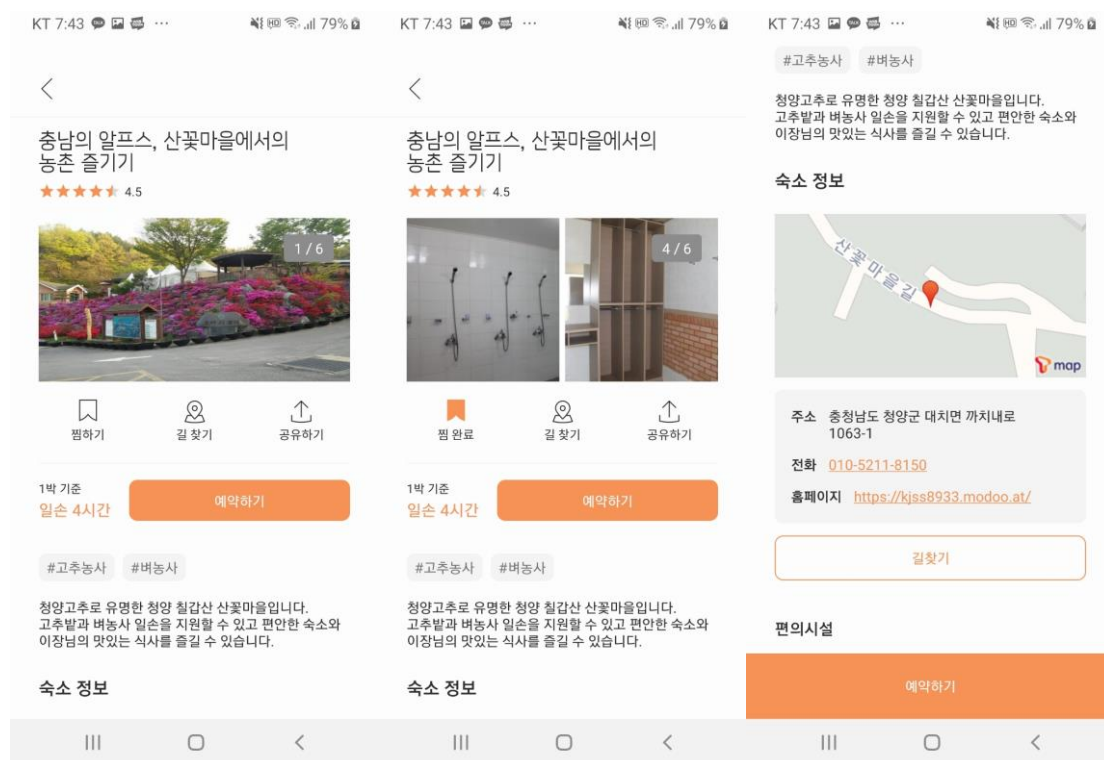 KT 7:43
HD
79%
충남의 알프스, 산꽃마을에서의
농촌 즐기기
4.5
1/6
찜하기
길 찾기
공유하기
1박 기준
일손 4시간
예약하기
#고추농사 #벼농사
청양고추로 유명한 청양 칠갑산 산꽃마을입니다.
고추밭과 벼농사 일손을 지원할 수 있고 편안한 숙소와
이장님의 맛있는 식사를 즐길 수 있습니다.
숙소 정보
KT 7:43
HD
79%
충남의 알프스, 산꽃마을에서의
농촌 즐기기
4.5
4/6
찜 완료
길 찾기
공유하기
1박 기준
일손 4시간
예약하기
#고추농사 #벼농사
청양고추로 유명한 청양 칠갑산 산꽃마을입니다.
고추밭과 벼농사 일손을 지원할 수 있고 편안한 숙소와
이장님의 맛있는 식사를 즐길 수 있습니다.
숙소 정보
KT 7:43
HD
79%
#고추농사 #벼농사
청양고추로 유명한 청양 칠갑산 산꽃마을입니다.
고추밭과 벼농사 일손을 지원할 수 있고 편안한 숙소와
이장님의 맛있는 식사를 즐길 수 있습니다.
숙소 정보
산꽃마을길
T map
주소 충청남도 청양군 대치면 까치내로
1063-1
전화 010-5211-8150
홈페이지 https://kjss8933.modoo.at/
길찾기
편의시설
예약하기